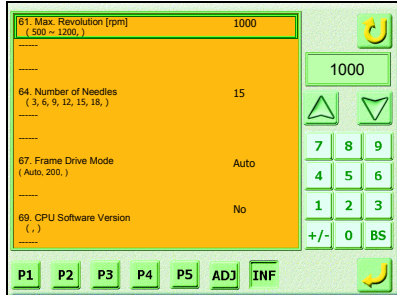 61. Max. Revolution [rpm] 1000
( 500 ~ 1200, )
------
------
1000
64. Number of Needles 15
( 3, 6, 9, 12, 15, 18, )
------
------
7 8 9
67. Frame Drive Mode Auto
( Auto, 200, )
4 5 6
------
1 2 3
69. CPU Software Version No
( , )
------
+/- 0 BS
P1 P2 P3 P4 P5 ADJ INF